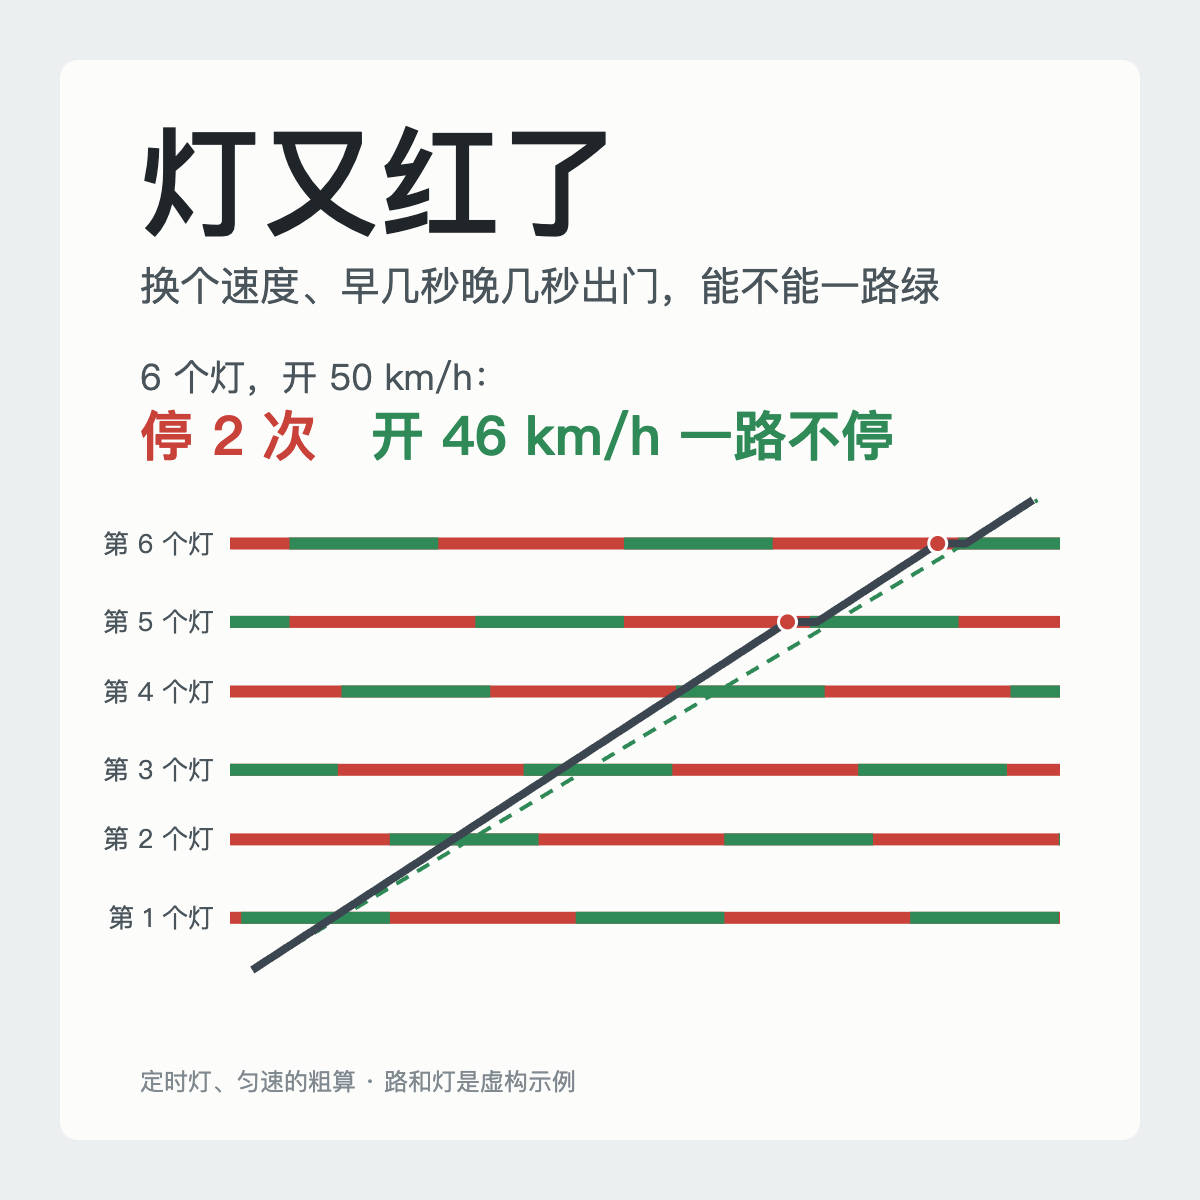 灯又红了
换个速度、早几秒晚几秒出门，能不能一路绿
6 个灯，开 50 km/h：
停 2 次 开 46 km/h 一路不停
第 6 个灯
第 5 个灯
第 4 个灯
第 3 个灯
第 2 个灯
第 1 个灯
定时灯、匀速的粗算 · 路和灯是虚构示例